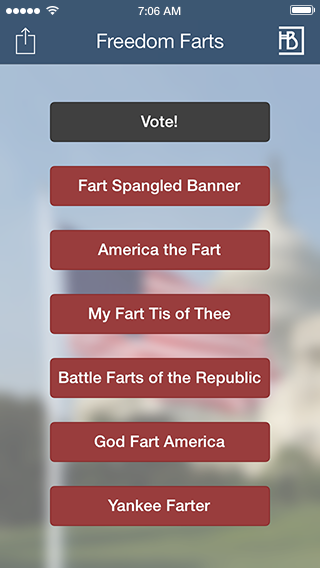 7:06 AM
Freedom Farts
HB
Vote!
Fart Spangled Banner
America the Fart
My Fart Tis of Thee
Battle Farts of the Republic
God Fart America
Yankee Farter